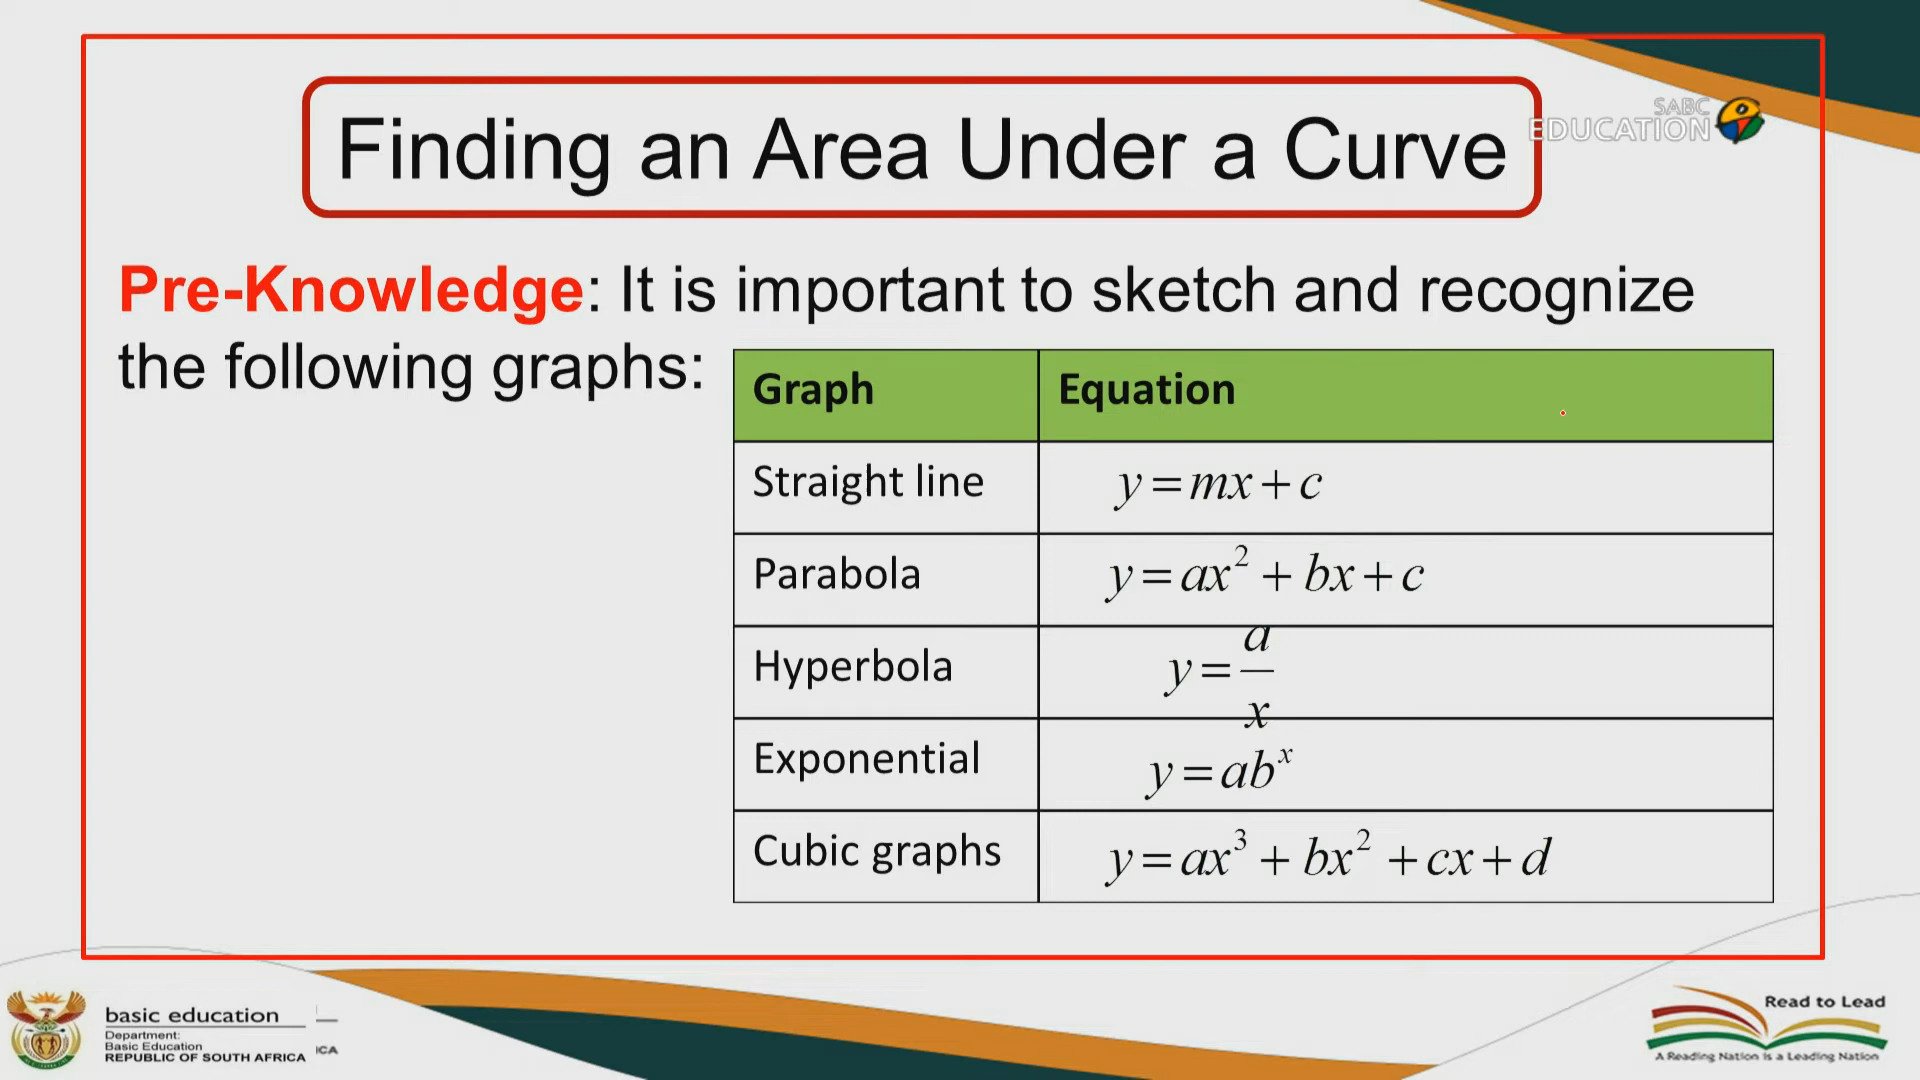 Finding an Area Under a Curve
SABC
EDUCATION
Pre-Knowledge: It is important to sketch and recognize
the following graphs:
Graph Equation
Straight line y = mx + c
Parabola y = ax² + bx + c
Hyperbola y = a/x
Exponential y = abˣ
Cubic graphs y = ax³ + bx² + cx + d
basic education
Department:
Basic Education
REPUBLIC OF SOUTH AFRICA
ICA
Read to Lead
A Reading Nation is a Leading Nation